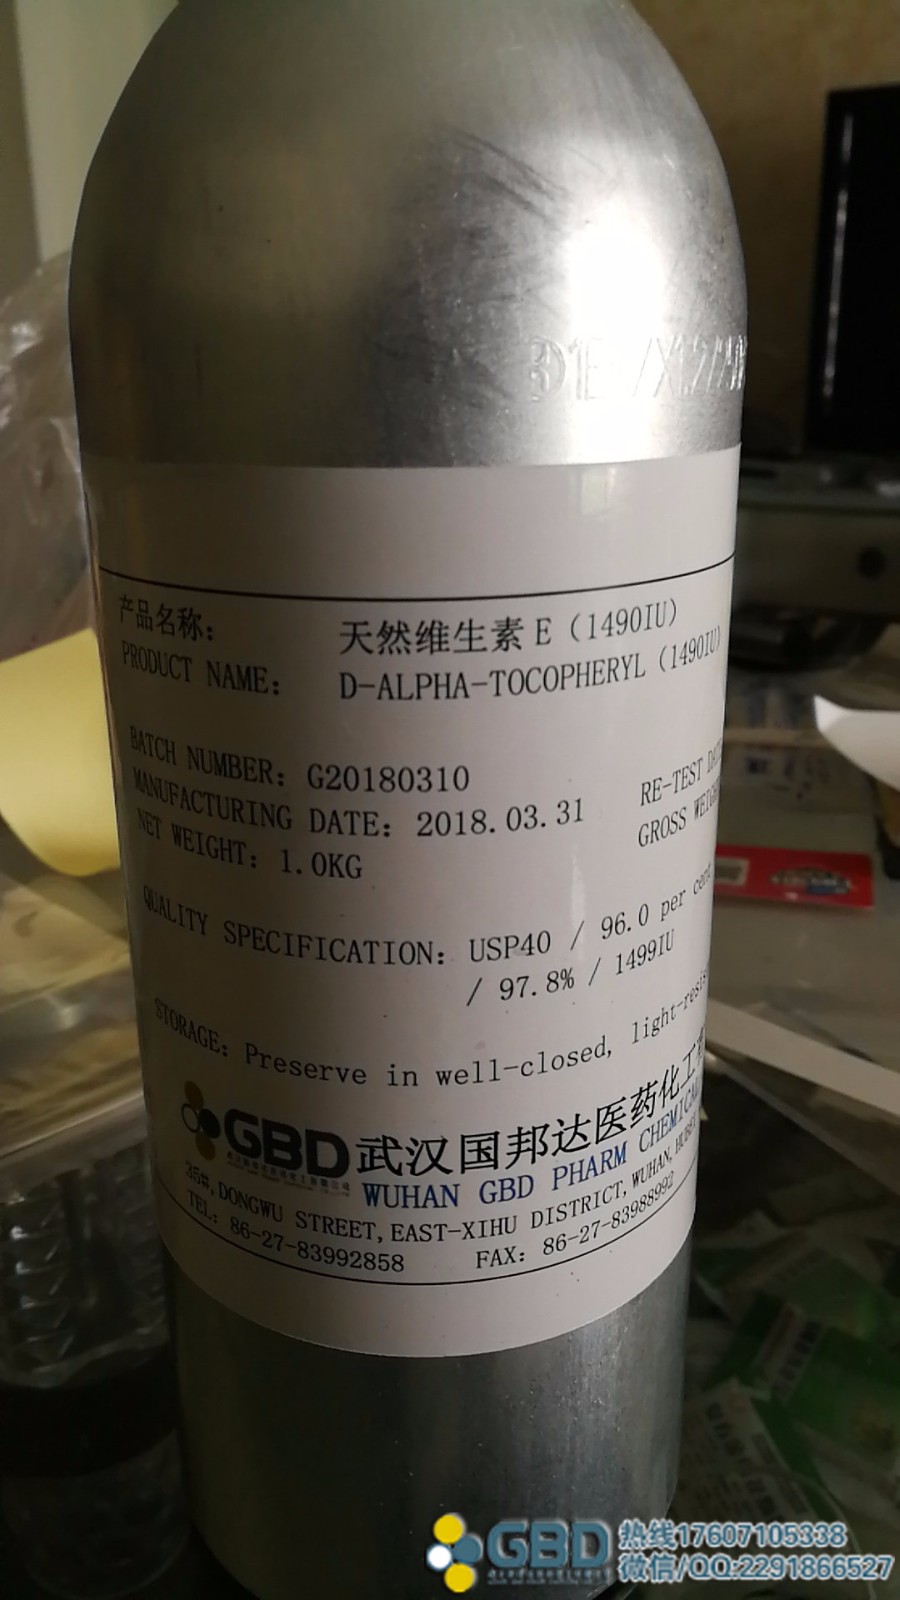 产品名称： 天然维生素E（1490IU）
PRODUCT NAME: D-ALPHA-TOCOPHERYL（1490IU）
BATCH NUMBER: G20180310
MANUFACTURING DATE: 2018.03.31 RE-TEST
NET WEIGHT: 1.0KG GROSS
QUALITY SPECIFICATION: USP40 / 96.0 per cent
/ 97.8% / 1499IU
STORAGE: Preserve in well-closed, light-
GBD 武汉国邦达医药化工
WUHAN GBD PHARM CHEMICAL
35#,DONGWU STREET,EAST-XIHU DISTRICT,WUHAN,HUBEI
TEL: 86-27-83992858 FAX: 86-27-83988992
GBD 热线17607105338
微信/QQ:2291866527